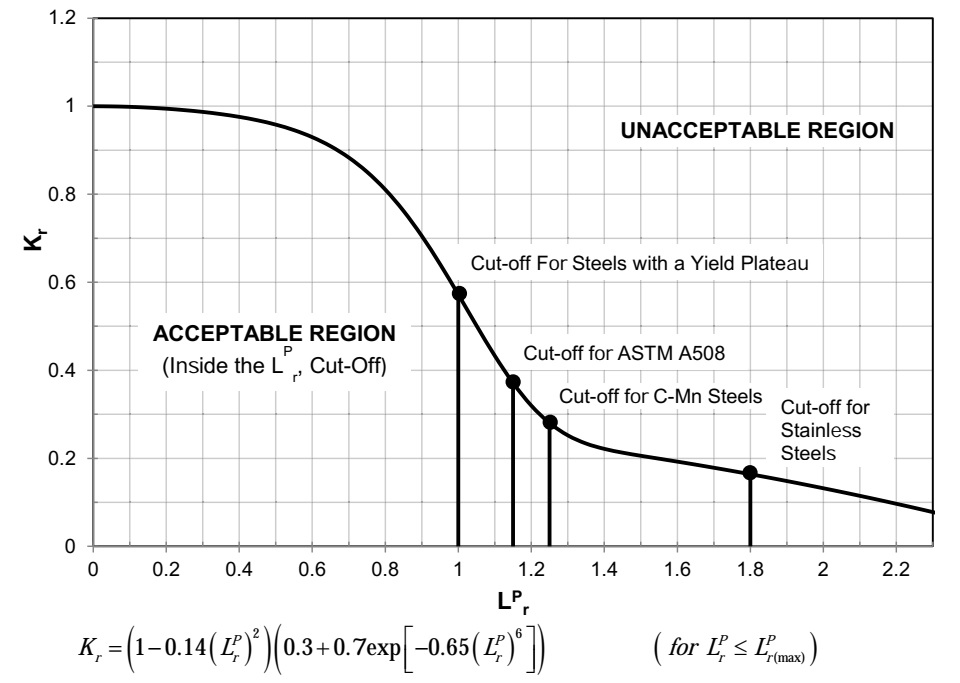 1.2
1
0.8
0.6
0.4
0.2
0
K_r
UNACCEPTABLE REGION
Cut-off For Steels with a Yield Plateau
ACCEPTABLE REGION
(Inside the L^P_r, Cut-Off)
Cut-off for ASTM A508
Cut-off for C-Mn Steels
Cut-off for
Stainless
Steels
0 0.2 0.4 0.6 0.8 1 1.2 1.4 1.6 1.8 2 2.2
L^P_r
K_r = (1−0.14(L_r^P)^2)(0.3+0.7exp[−0.65(L_r^P)^6]) (for L_r^P ≤ L_r(max)^P)